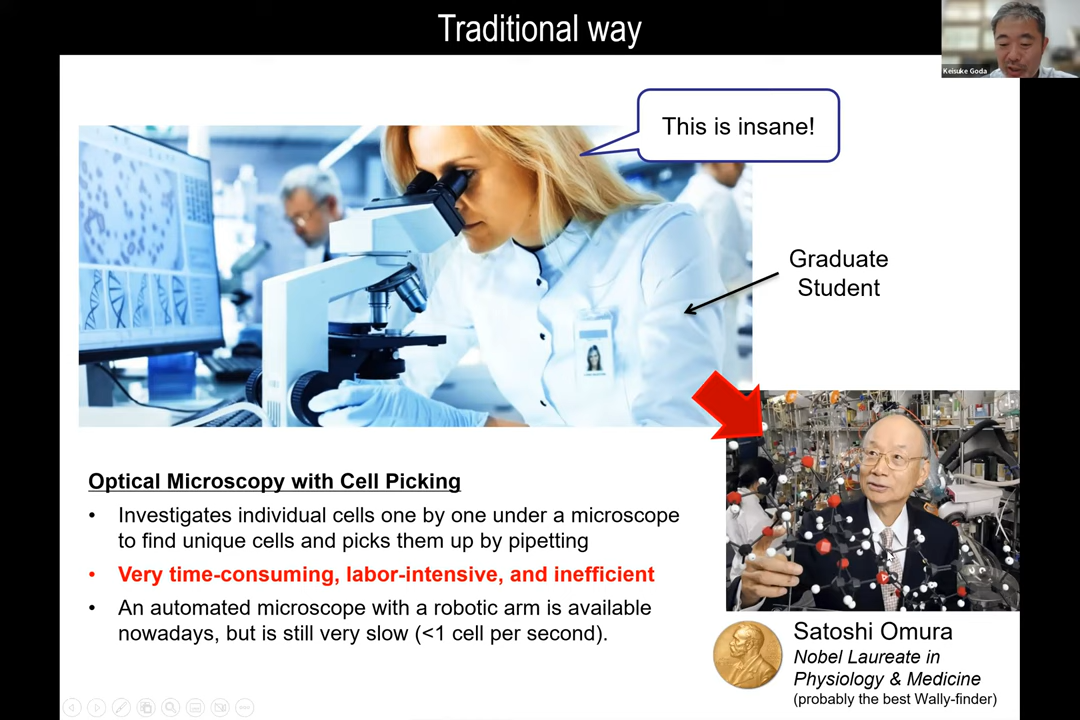 Traditional way
Keisuke Goda
This is insane!
Graduate
Student
Optical Microscopy with Cell Picking
• Investigates individual cells one by one under a microscope
to find unique cells and picks them up by pipetting
• Very time-consuming, labor-intensive, and inefficient
• An automated microscope with a robotic arm is available
nowadays, but is still very slow (<1 cell per second).
Satoshi Omura
Nobel Laureate in
Physiology & Medicine
(probably the best Wally-finder)